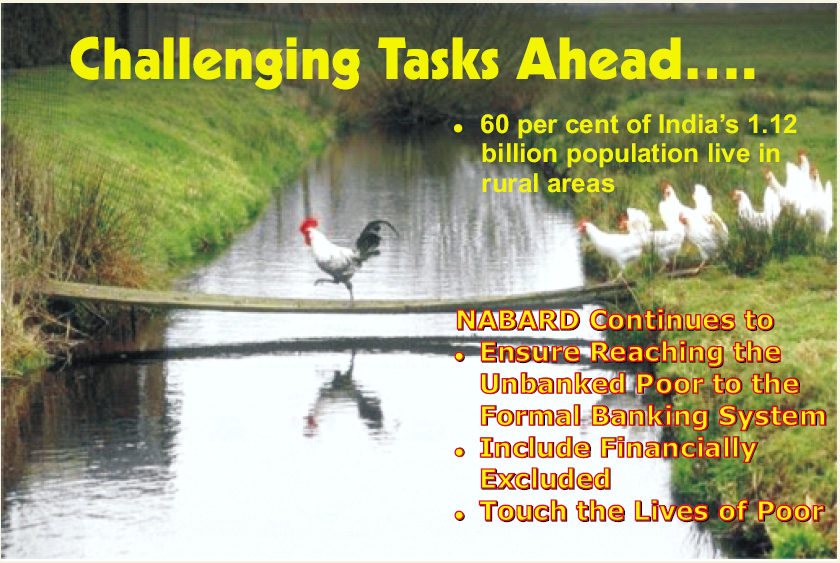 Challenging Tasks Ahead....
• 60 per cent of India’s 1.12
billion population live in
rural areas
NABARD Continues to
• Ensure Reaching the
Unbanked Poor to the
Formal Banking System
• Include Financially
Excluded
• Touch the Lives of Poor